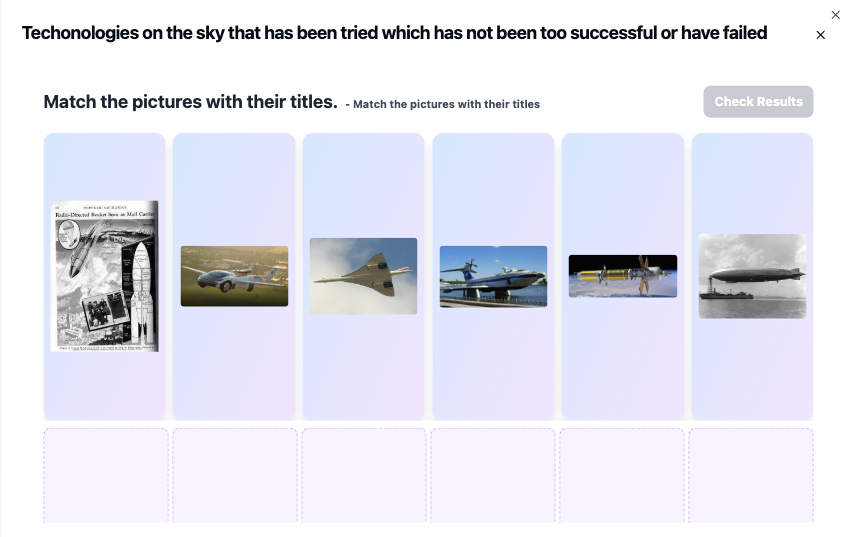 Techonologies on the sky that has been tried which has not been too successful or have failed
Match the pictures with their titles. - Match the pictures with their titles
Check Results
POPULAR MECHANICS
Radio-Directed Rocket Seen as Mail Carrier